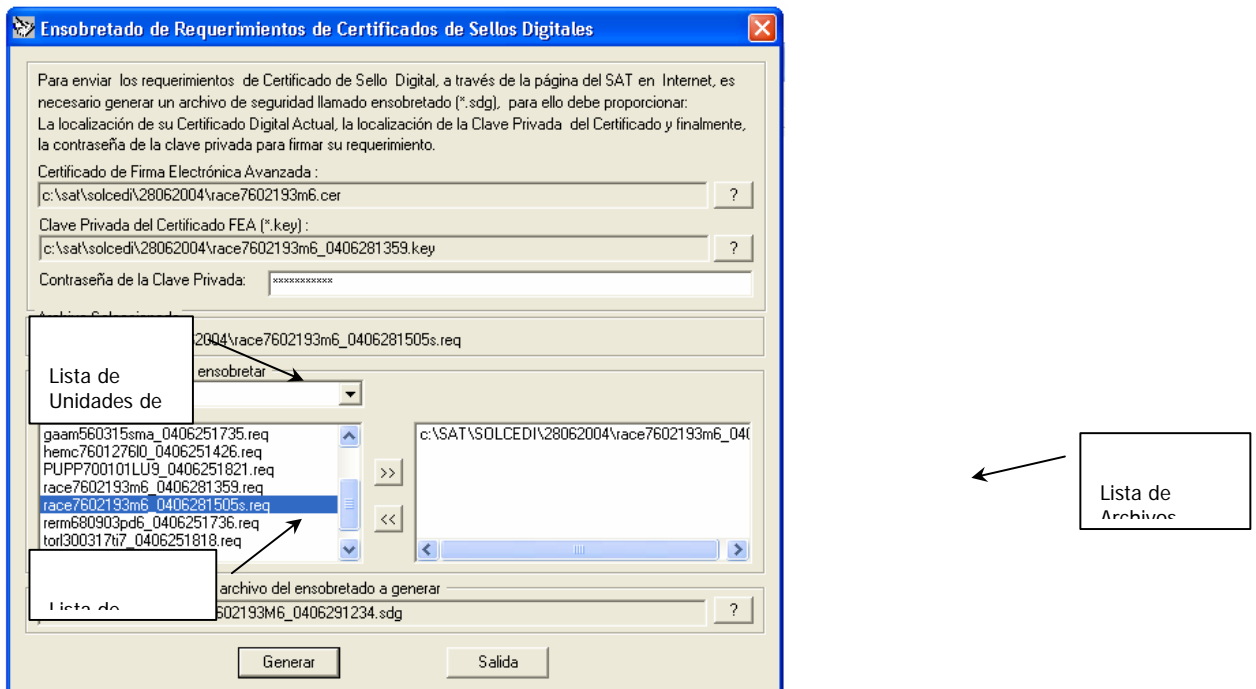 Ensobretado de Requerimientos de Certificados de Sellos Digitales
Para enviar los requerimientos de Certificado de Sello Digital, a través de la página del SAT en Internet, es
necesario generar un archivo de seguridad llamado ensobretado (*.sdg), para ello debe proporcionar:
La localización de su Certificado Digital Actual, la localización de la Clave Privada del Certificado y finalmente,
la contraseña de la clave privada para firmar su requerimiento.
Certificado de Firma Electrónica Avanzada :
c:\sat\solcedi\28062004\race7602193m6.cer
?
Clave Privada del Certificado FEA (*.key) :
c:\sat\solcedi\28062004\race7602193m6_0406281359.key
?
Contraseña de la Clave Privada:
xxxxxxxxxxx
2004\race7602193m6_0406281505s.req
Lista de
Unidades de
ensobretar
gaam560315sma_0406251735.req
hemc7601276l0_0406251426.req
PUPP700101LU9_0406251821.req
race7602193m6_0406281359.req
race7602193m6_0406281505s.req
rerm680903pd6_0406251736.req
torl300317ti7_0406251818.req
>>
<<
c:\SAT\SOLCEDI\28062004\race7602193m6_040
Lista de
Archivos
Lista de
archivo del ensobretado a generar
602193M6_0406291234.sdg
?
Generar
Salida